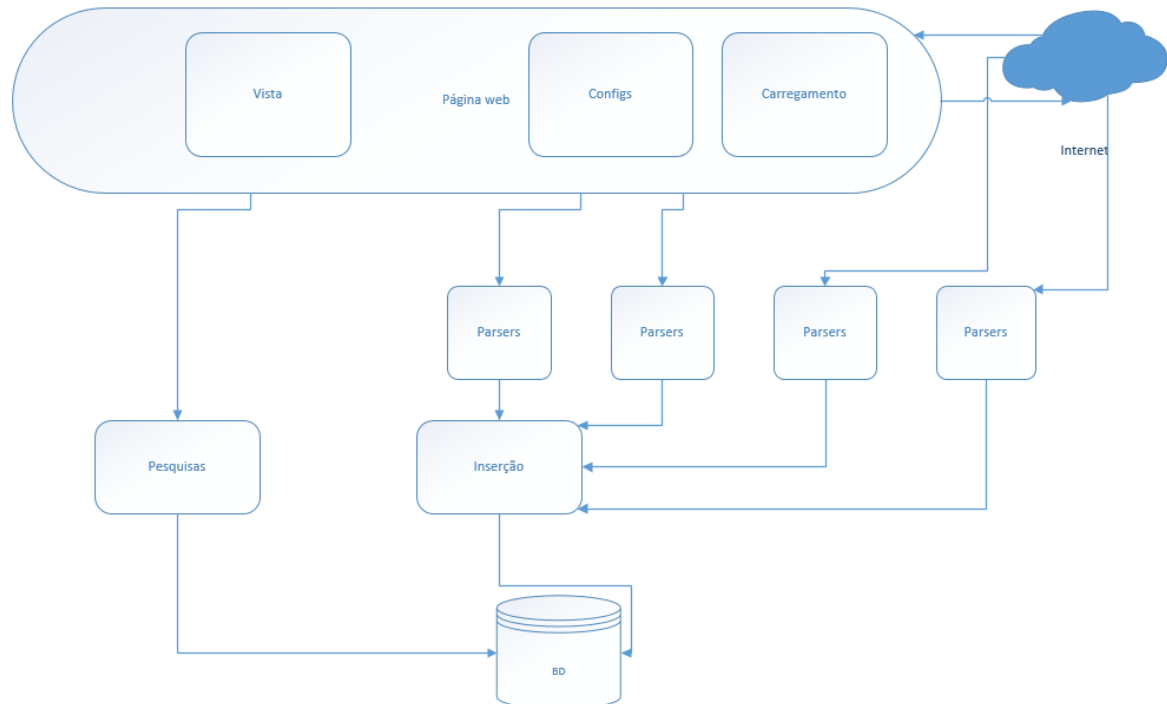 Vista
Página web
Configs
Carregamento
Internet
Parsers
Parsers
Parsers
Parsers
Pesquisas
Inserção
BD